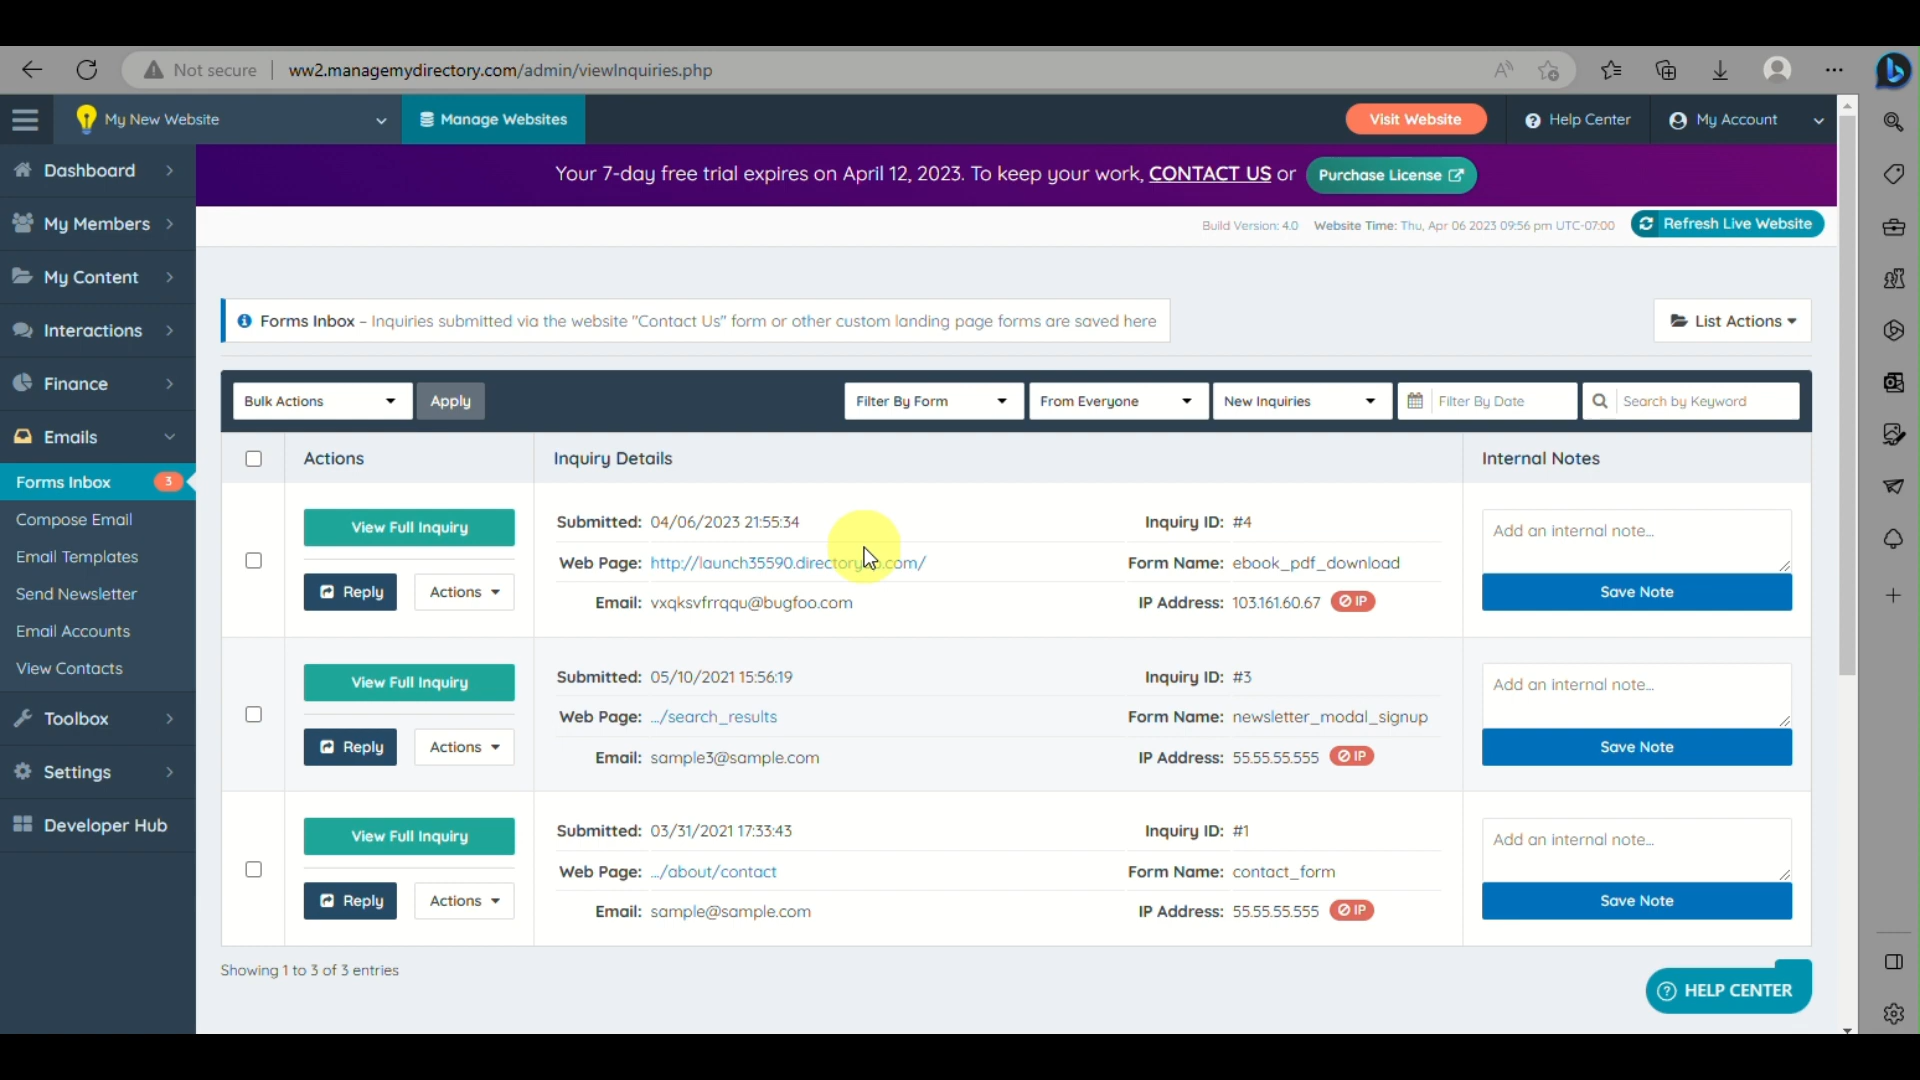 Not secure ww2.managemydirectory.com/admin/viewInquiries.php
My New Website Manage Websites Visit Website Help Center My Account
Your 7-day free trial expires on April 12, 2023. To keep your work, CONTACT US or Purchase License
Build Version: 4.0 Website Time: Thu, Apr 06 2023 09:56 pm UTC-07:00 Refresh Live Website
Dashboard
My Members
My Content
Interactions
Finance
Emails
Forms Inbox 3
Compose Email
Email Templates
Send Newsletter
Email Accounts
View Contacts
Toolbox
Settings
Developer Hub
Forms Inbox - Inquiries submitted via the website "Contact Us" form or other custom landing page forms are saved here
List Actions
Bulk Actions Apply Filter By Form From Everyone New Inquiries Filter By Date Search by Keyword
Actions Inquiry Details Internal Notes
View Full Inquiry
Reply Actions
Submitted: 04/06/2023 21:55:34 Inquiry ID: #4
Web Page: Form Name: ebook_pdf_download
Email: vxqksvfrrqqu@bugfoo.com IP Address: 103.161.60.67 IP
Add an internal note...
Save Note
View Full Inquiry
Reply Actions
Submitted: 05/10/2021 15:56:19 Inquiry ID: #3
Web Page: .../search_results Form Name: newsletter_modal_signup
Email: sample3@sample.com IP Address: 55.55.55.555 IP
Add an internal note...
Save Note
View Full Inquiry
Reply Actions
Submitted: 03/31/2021 17:33:43 Inquiry ID: #1
Web Page: .../about/contact Form Name: contact_form
Email: sample@sample.com IP Address: 55.55.55.555 IP
Add an internal note...
Save Note
Showing 1 to 3 of 3 entries
HELP CENTER